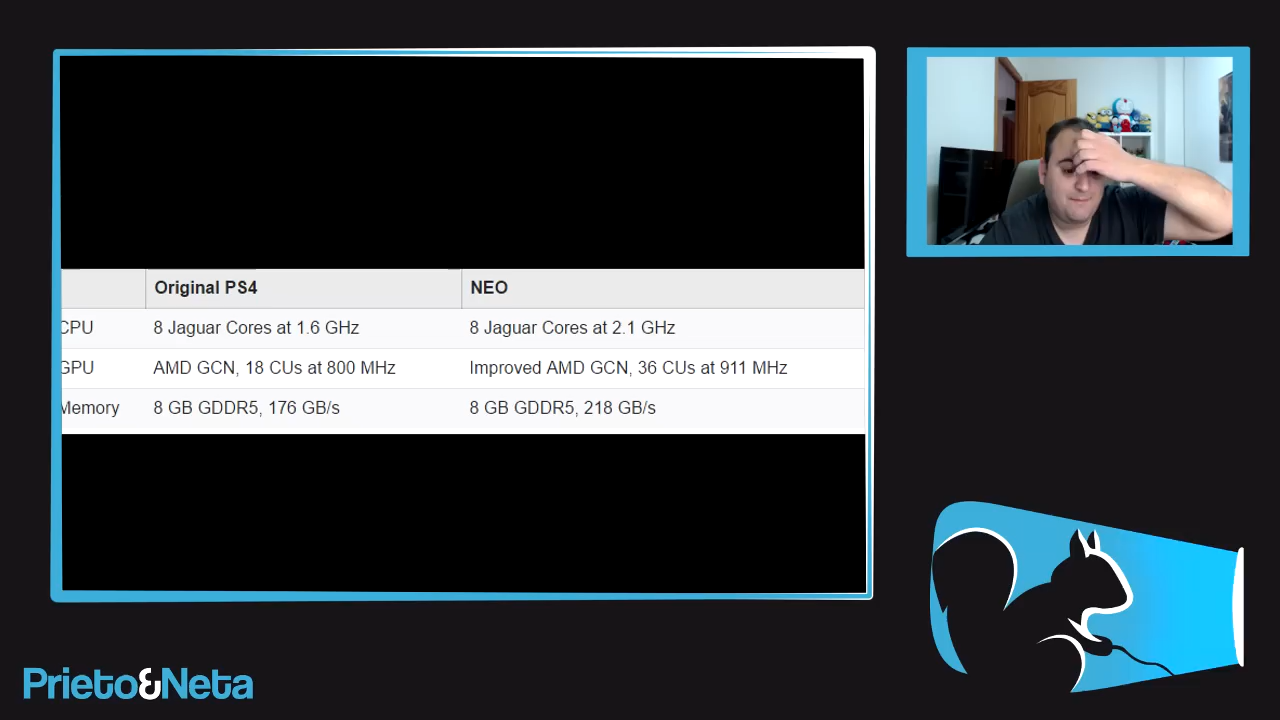 Original PS4 NEO
CPU 8 Jaguar Cores at 1.6 GHz 8 Jaguar Cores at 2.1 GHz
GPU AMD GCN, 18 CUs at 800 MHz Improved AMD GCN, 36 CUs at 911 MHz
Memory 8 GB GDDR5, 176 GB/s 8 GB GDDR5, 218 GB/s
Prieto&Neta